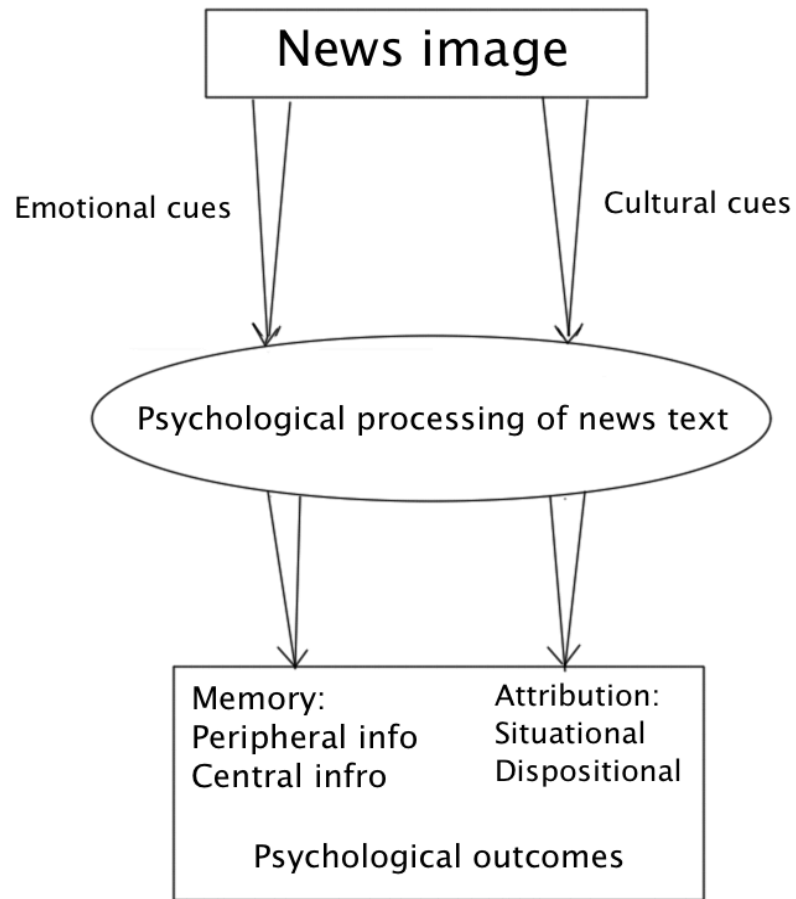 News image
Emotional cues
Cultural cues
Psychological processing of news text
Memory:
Peripheral info
Central infro
Attribution:
Situational
Dispositional
Psychological outcomes